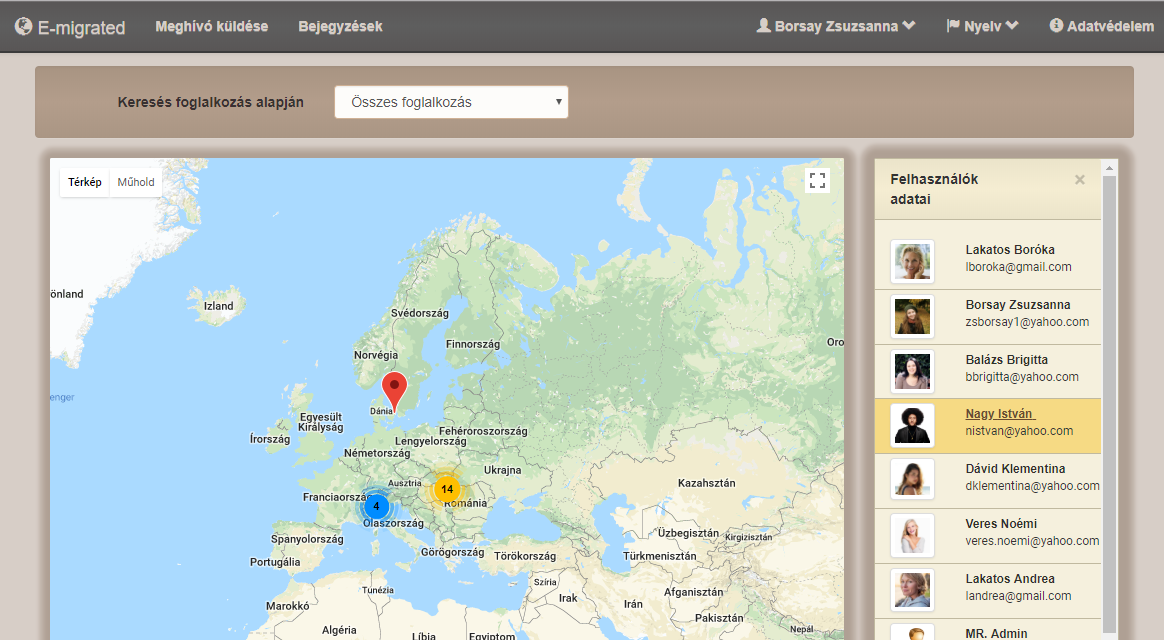 E-migrated Meghívó küldése Bejegyzések Borsay Zsuzsanna Nyelv Adatvédelem
Keresés foglalkozás alapján Összes foglalkozás
Térkép Műhold
önland
Izland
Svédország
Finnország
Norvégia
Oro
enger
Dánia
Egyesült
Királyság
Írország
Fehéroroszország
Lengyelország
Németország
Ukrajna
Ausztria
Kazahsztán
14
Franciaorszá
Románia
4
Olaszország
Spanyolország
Üzbegisztán
Kirgizisztán
Görögország
Törökország
Türkmenisztán
Portugália
Szíria
Tunézia
Afganisztán
Irak
Irán
Marokkó
Pakisztán
Algéria
Líbia
Egyiptom
Nepál
Felhasználók
adatai
×
Lakatos Boróka
lboroka@gmail.com
Borsay Zsuzsanna
zsborsay1@yahoo.com
Balázs Brigitta
bbrigitta@yahoo.com
Nagy István
nistvan@yahoo.com
Dávid Klementina
dklementina@yahoo.com
Veres Noémi
veres.noemi@yahoo.com
Lakatos Andrea
landrea@gmail.com
MR. Admin